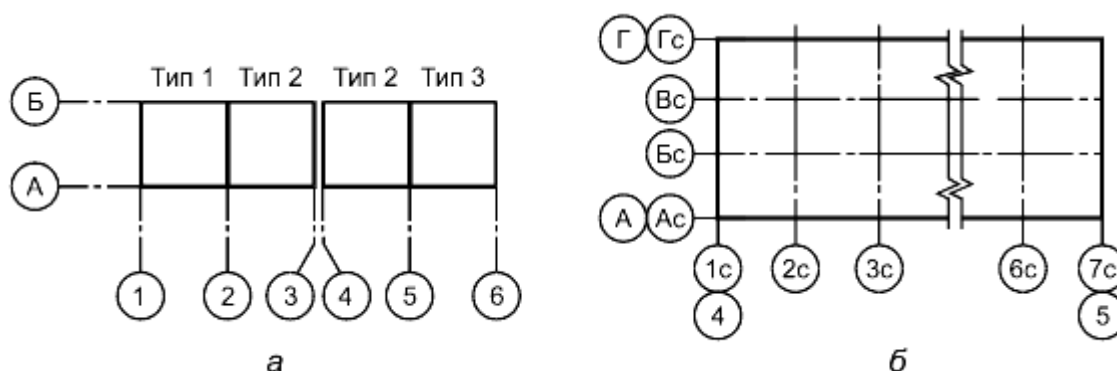 Тип 1 Тип 2 Тип 2 Тип 3
Б
А
1 2 3 4 5 6
а
Г Гс
Вс
Бс
А Ас
1с 2с 3с 6с 7с
4 5
б